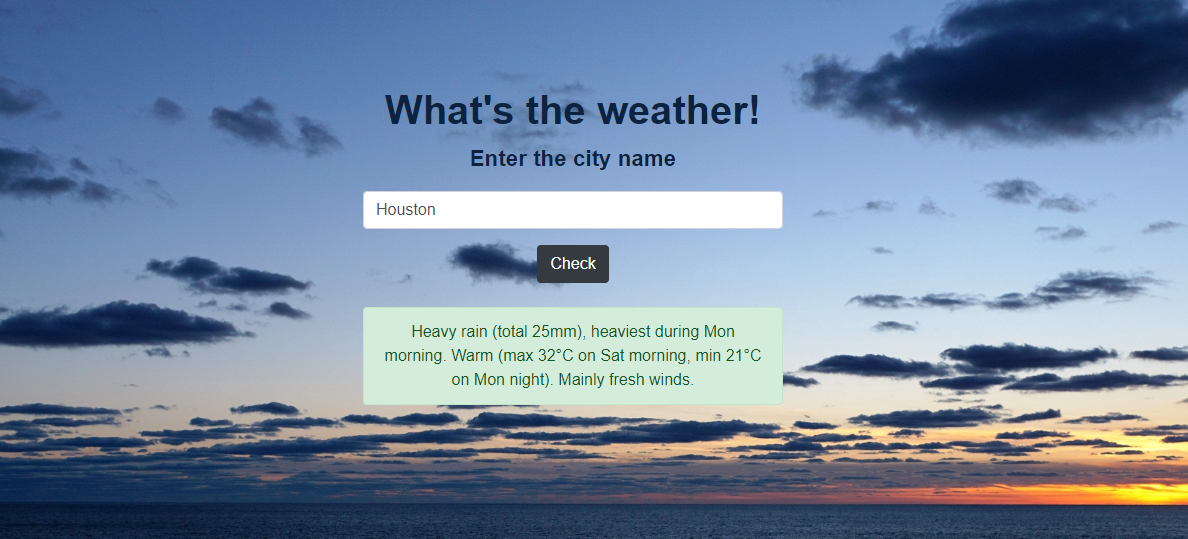 What's the weather!
Enter the city name
Houston
Check
Heavy rain (total 25mm), heaviest during Mon
morning. Warm (max 32°C on Sat morning, min 21°C
on Mon night). Mainly fresh winds.